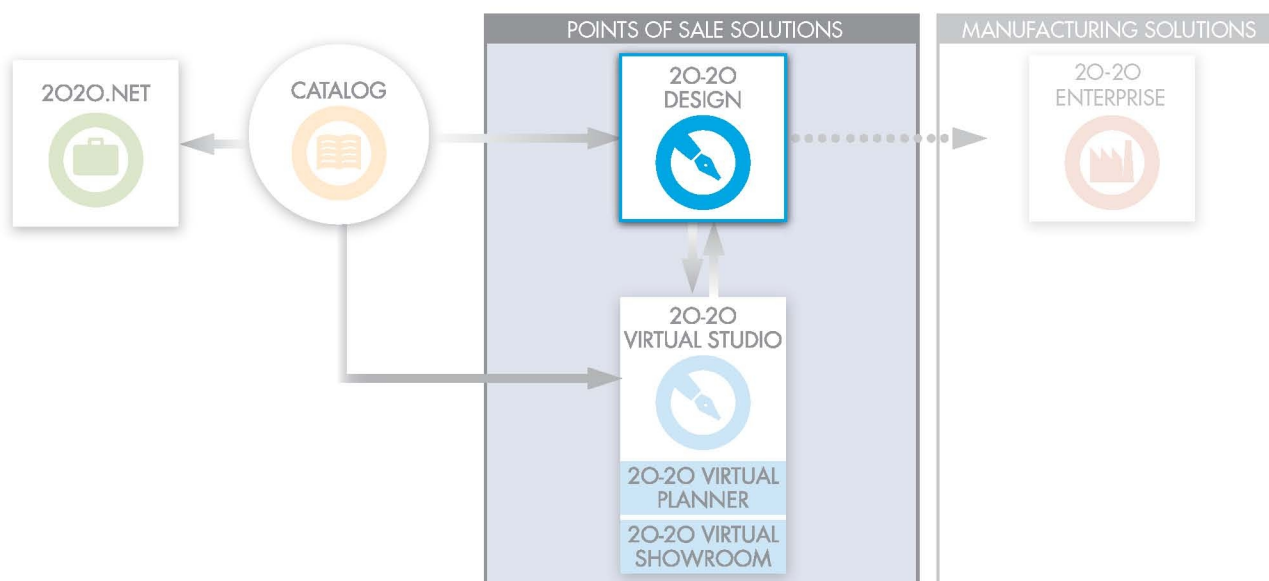 POINTS OF SALE SOLUTIONS
MANUFACTURING SOLUTIONS
2020.NET
CATALOG
20-20
DESIGN
20-20
ENTERPRISE
20-20
VIRTUAL STUDIO
20-20 VIRTUAL
PLANNER
20-20 VIRTUAL
SHOWROOM